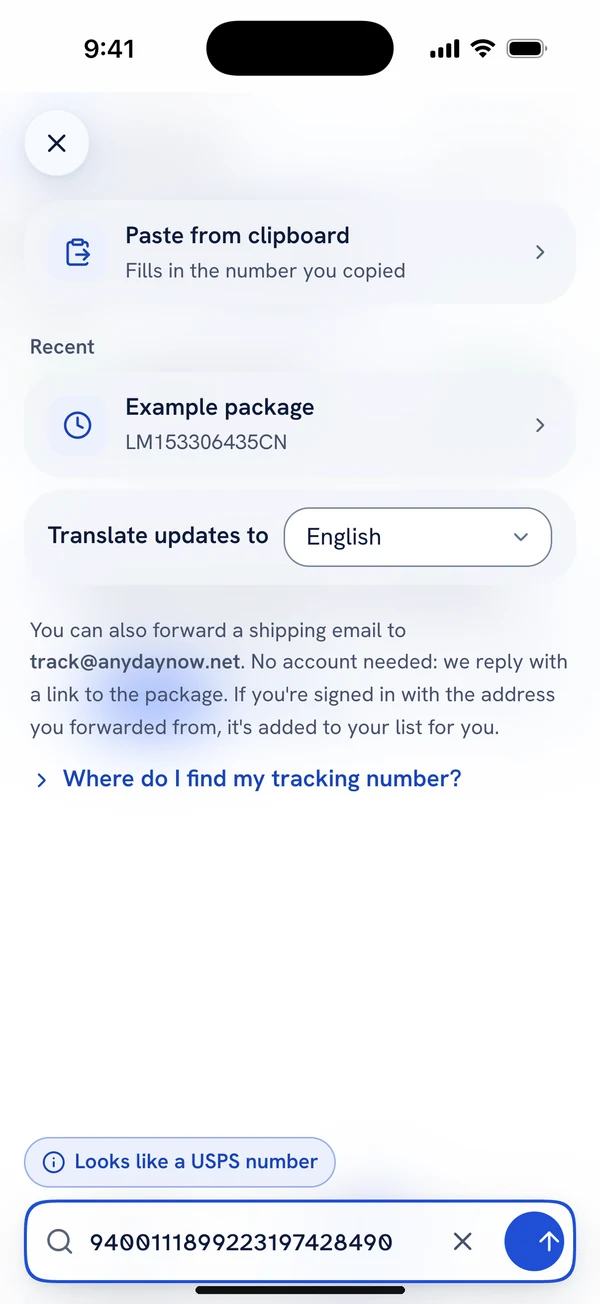 9:41
Paste from clipboard
Fills in the number you copied
Recent
Example package
LM153306435CN
Translate updates to
English
You can also forward a shipping email to
track@anydaynow.net. No account needed: we reply with
a link to the package. If you're signed in with the address
you forwarded from, it's added to your list for you.
Where do I find my tracking number?
Looks like a USPS number
9400111899223197428490